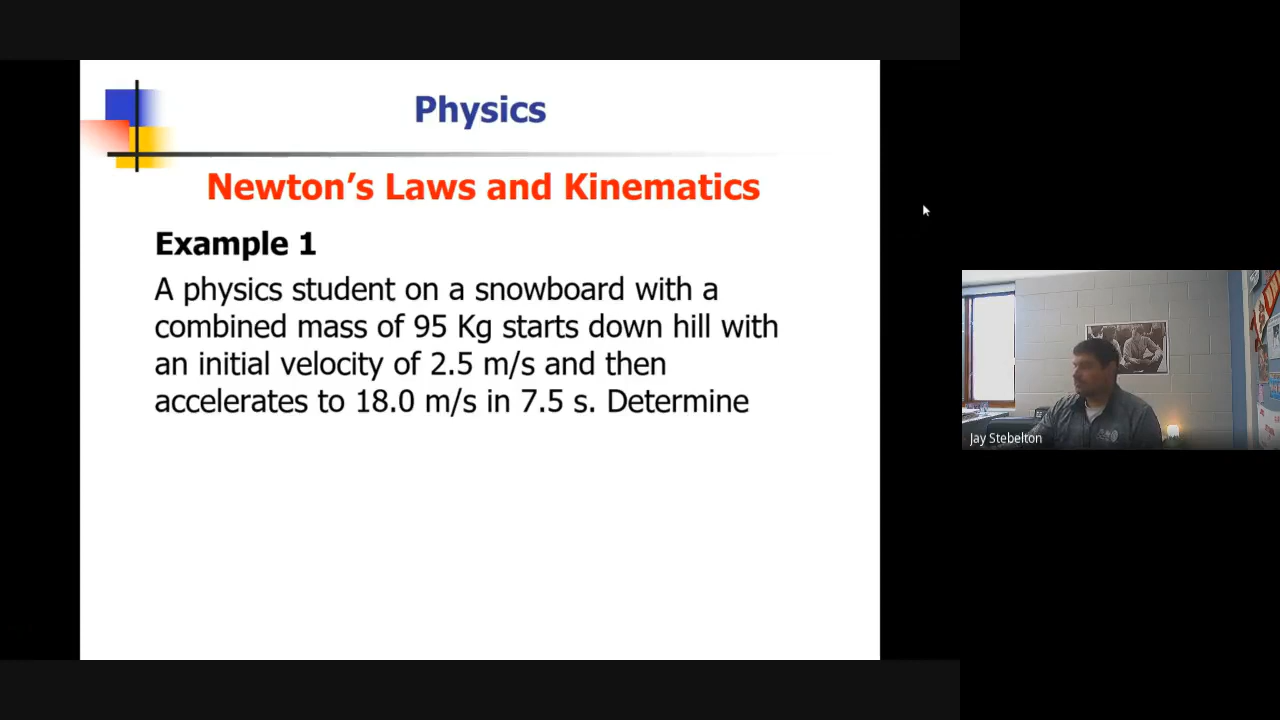 Physics
Newton's Laws and Kinematics
Example 1
A physics student on a snowboard with a
combined mass of 95 Kg starts down hill with
an initial velocity of 2.5 m/s and then
accelerates to 18.0 m/s in 7.5 s. Determine
Jay Stebelton